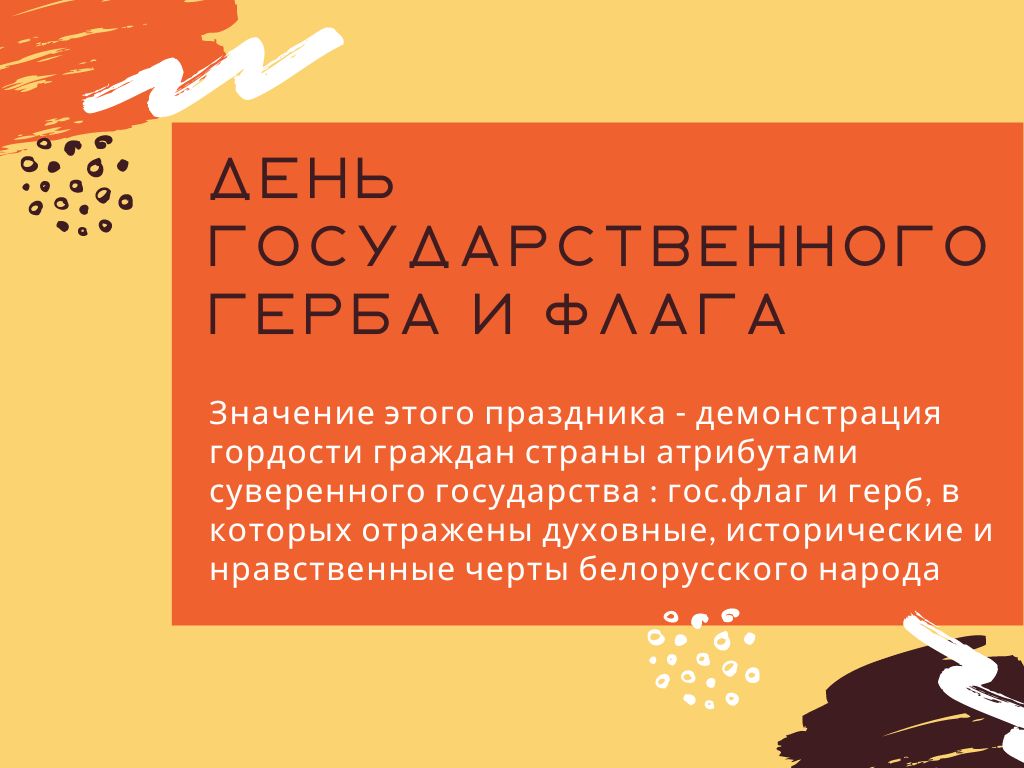 ДЕНЬ
ГОСУДАРСТВЕННОГО
ГЕРБА И ФЛАГА
Значение этого праздника - демонстрация
гордости граждан страны атрибутами
суверенного государства : гос.флаг и герб, в
которых отражены духовные, исторические и
нравственные черты белорусского народа